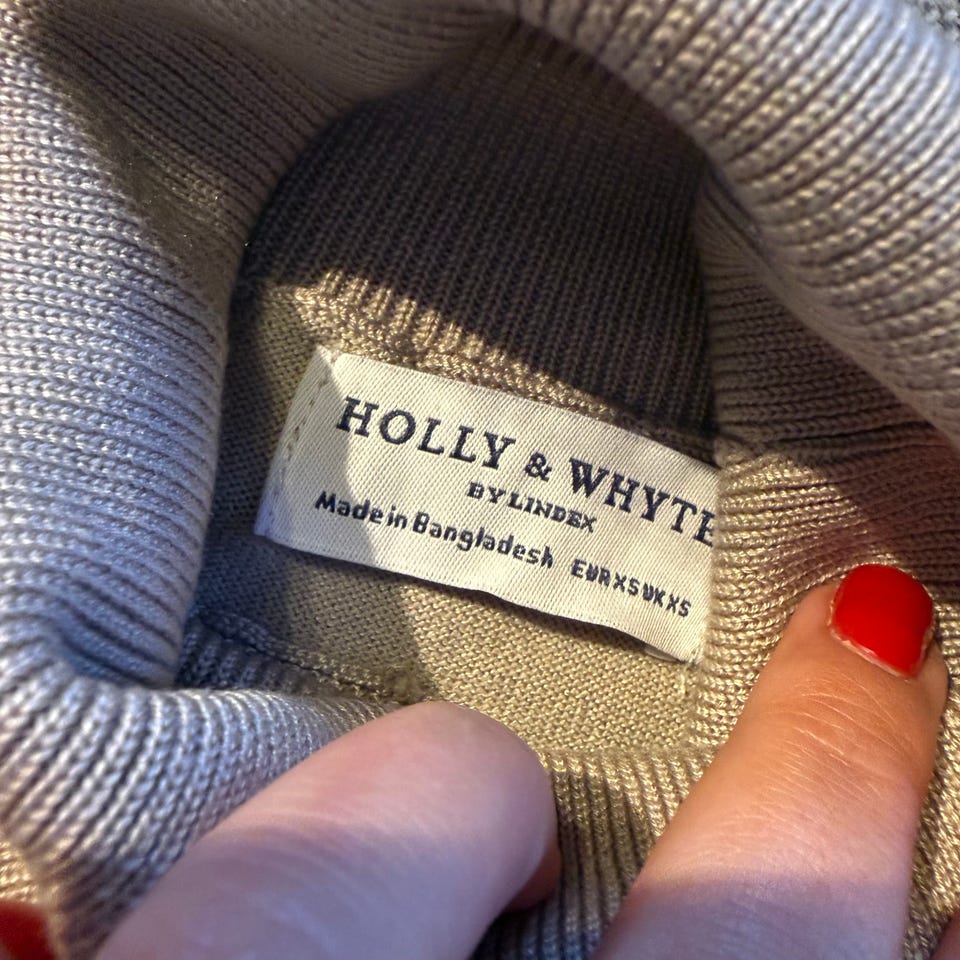 HOLLY & WHYTE
BY LINDEX
Made in Bangladesh EUR XS UK XS